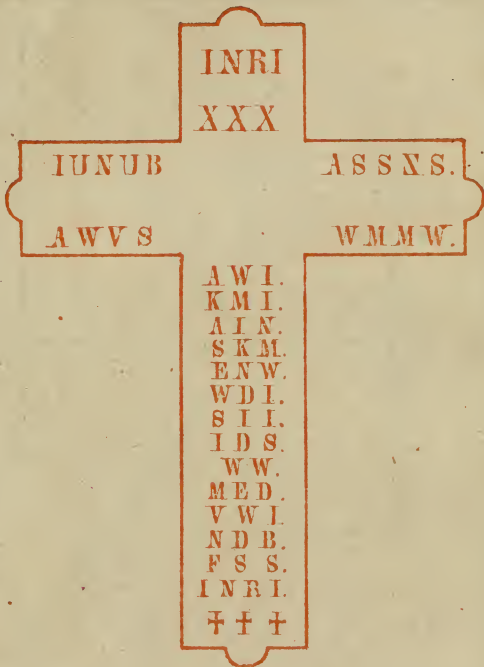 INRI
XXX
IUNUB ASSXS.
AWVS WMMW.
AWI.
KMI.
AIN.
SKM.
ENW.
WDI.
SII.
IDS.
WW.
MED.
VWI.
NDB.
FSS.
INRI.
✝✝✝